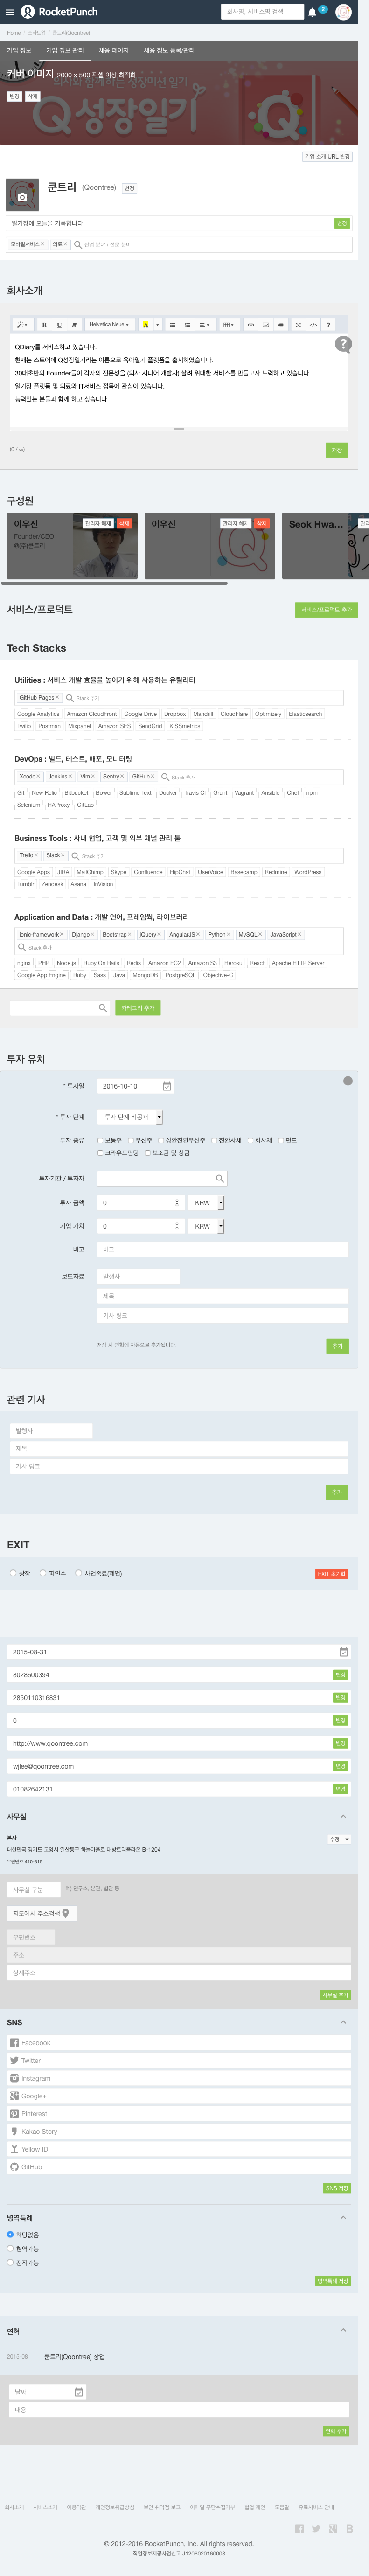 RocketPunch
회사명, 서비스명 검색
2
Home / 스타트업 / 쿤트리(Qoontree)
기업 정보 기업 정보 관리 채용 페이지 채용 정보 등록/관리
커버 이미지 2000 x 500 픽셀 이상 최적화
변경 삭제
Q 성장일기
기업 소개 URL 변경
쿤트리 (Qoontree) 변경
일기장에 오늘을 기록합니다. 변경
모바일서비스 × 의료 × 산업 분야 / 전문 분야
회사소개
Helvetica Neue
QDiary를 서비스하고 있습니다.
현재는 스토어에 Q성장일기라는 이름으로 육아일기 플랫폼을 출시하였습니다.
30대초반의 Founder들이 각자의 전문성을 (의사,시니어 개발자) 살려 위대한 서비스를 만들고자 노력하고 있습니다.
일기장 플랫폼 및 의료와 IT서비스 접목에 관심이 있습니다.
능력있는 분들과 함께 하고 싶습니다
(0 / ∞) 저장
구성원
이우진 관리자 해제 삭제
Founder/CEO
@(주)쿤트리
이우진 관리자 해제 삭제
Seok Hwa...
서비스/프로덕트 서비스/프로덕트 추가
Tech Stacks
Utilities : 서비스 개발 효율을 높이기 위해 사용하는 유틸리티
GitHub Pages × Stack 추가
Google Analytics Amazon CloudFront Google Drive Dropbox Mandrill CloudFlare Optimizely Elasticsearch
Twilio Postman Mixpanel Amazon SES SendGrid KISSmetrics
DevOps : 빌드, 테스트, 배포, 모니터링
Xcode × Jenkins × Vim × Sentry × GitHub × Stack 추가
Git New Relic Bitbucket Bower Sublime Text Docker Travis CI Grunt Vagrant Ansible Chef npm
Selenium HAProxy GitLab
Business Tools : 사내 협업, 고객 및 외부 채널 관리 툴
Trello × Slack × Stack 추가
Google Apps JIRA MailChimp Skype Confluence HipChat UserVoice Basecamp Redmine WordPress
Tumblr Zendesk Asana InVision
Application and Data : 개발 언어, 프레임웍, 라이브러리
ionic-framework × Django × Bootstrap × jQuery × AngularJS × Python × MySQL × JavaScript ×
Stack 추가
nginx PHP Node.js Ruby On Rails Redis Amazon EC2 Amazon S3 Heroku React Apache HTTP Server
Google App Engine Ruby Sass Java MongoDB PostgreSQL Objective-C
카테고리 추가
투자 유치
* 투자일 2016-10-10
* 투자 단계 투자 단계 비공개
투자 종류 보통주 우선주 상환전환우선주 전환사채 회사채 펀드
크라우드펀딩 보조금 및 상금
투자기관 / 투자자
투자 금액 0 KRW
기업 가치 0 KRW
비고 비고
보도자료 발행사
제목
기사 링크
저장 시 연혁에 자동으로 추가됩니다. 추가
관련 기사
발행사
제목
기사 링크
추가
EXIT
상장 피인수 사업종료(폐업) EXIT 초기화
2015-08-31
8028600394 변경
2850110316831 변경
0 변경
http://www.qoontree.com 변경
wjlee@qoontree.com 변경
01082642131 변경
사무실
본사 수정
대한민국 경기도 고양시 일산동구 하늘마을로 대방트리플라온 B-1204
우편번호 410-315
사무실 구분 예) 연구소, 분관, 별관 등
지도에서 주소검색
우편번호
주소
상세주소
사무실 추가
SNS
Facebook
Twitter
Instagram
Google+
Pinterest
Kakao Story
Yellow ID
GitHub
SNS 저장
병역특례
해당없음
현역가능
전직가능
병역특례 저장
연혁
2015-08 쿤트리(Qoontree) 창업
날짜
내용
연혁 추가
회사소개 서비스소개 이용약관 개인정보취급방침 보안 취약점 보고 이메일 무단수집거부 협업 제안 도움말 유료서비스 안내
© 2012-2016 RocketPunch, Inc. All rights reserved.
직업정보제공사업신고 J1206020160003